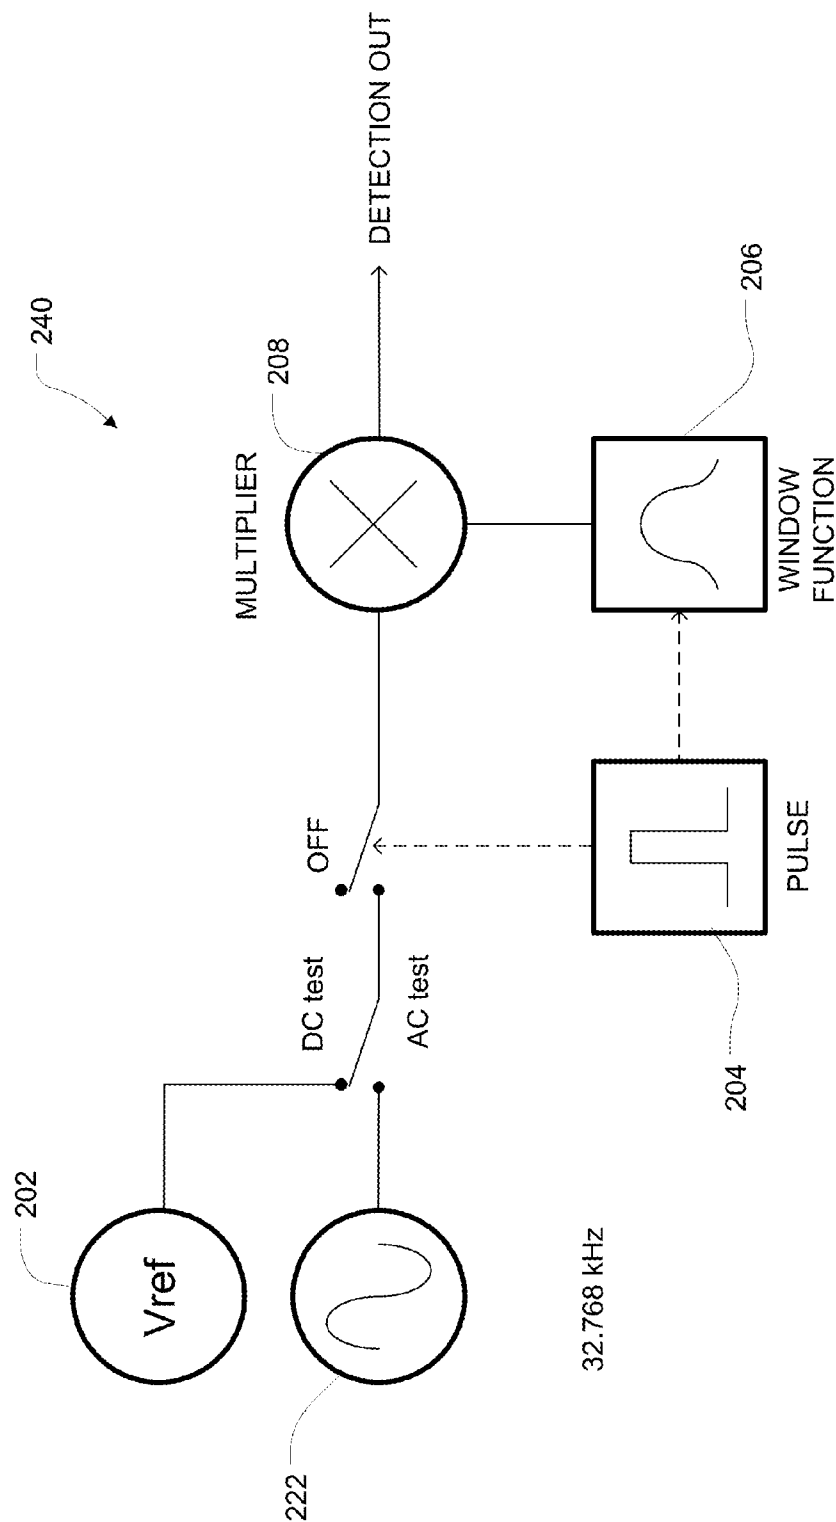 240
202
Vref
222
32.768 kHz
DC test
AC test
OFF
MULTIPLIER
208
DETECTION OUT
204
PULSE
206
WINDOW
FUNCTION